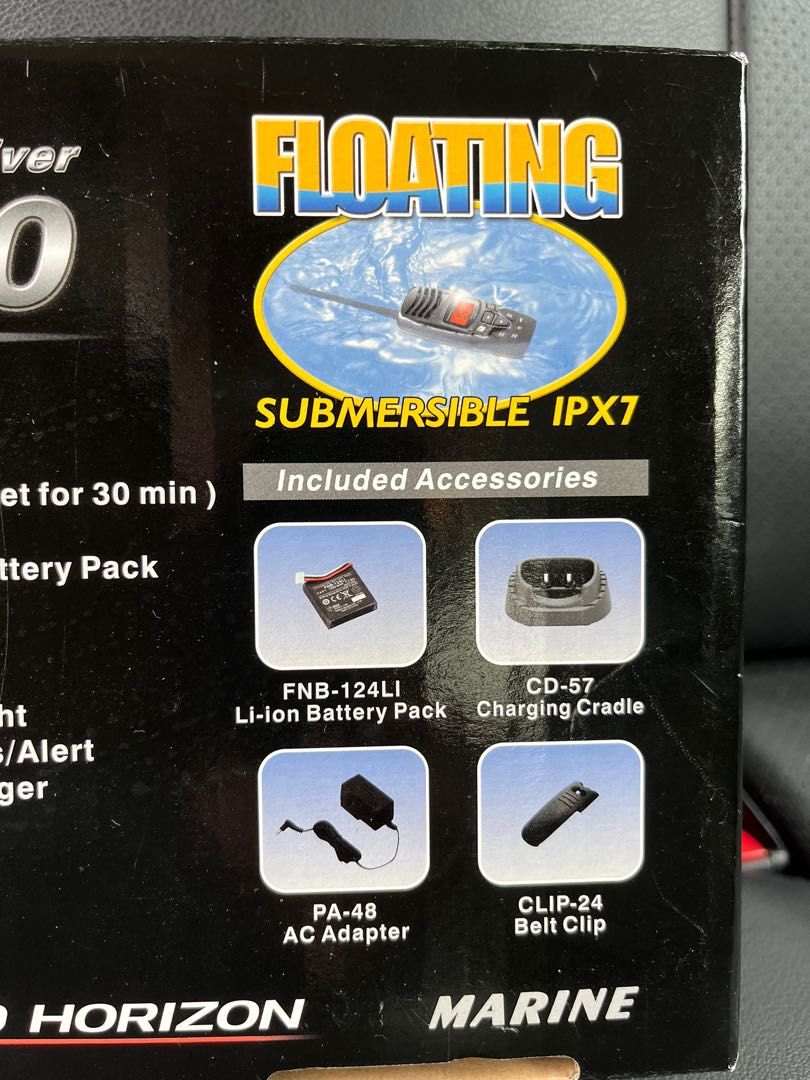 iver
0
FLOATING
SUBMERSIBLE IPX7
et for 30 min )
Included Accessories
ttery Pack
FNB-124LI
Li-ion Battery Pack
CD-57
Charging Cradle
ht
s/Alert
ger
PA-48
AC Adapter
CLIP-24
Belt Clip
D HORIZON
MARINE